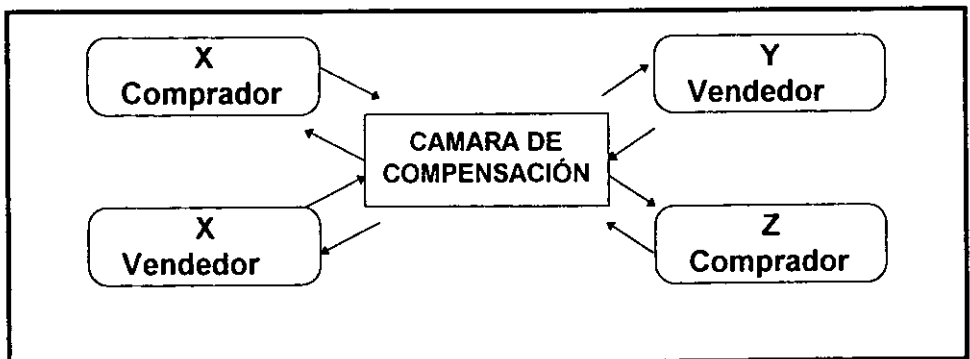 X
Comprador
Y
Vendedor
CAMARA DE
COMPENSACIÓN
X
Vendedor
Z
Comprador